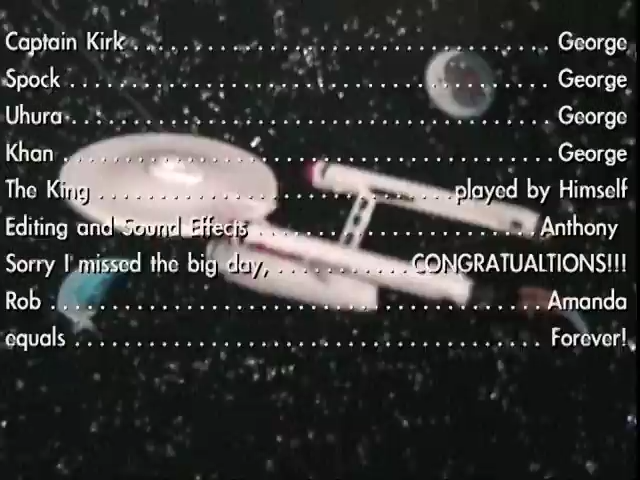 Captain Kirk . . . . . . . . . . . . . . . . . . . . . . . . . . . . . . . . . . . . George
Spock . . . . . . . . . . . . . . . . . . . . . . . . . . . . . . . . . . . . . . . . . George
Uhura . . . . . . . . . . . . . . . . . . . . . . . . . . . . . . . . . . . . . . . . . George
Khan . . . . . . . . . . . . . . . . . . . . . . . . . . . . . . . . . . . . . . . . . . George
The King . . . . . . . . . . . . . . . . . . . . . . . . . . . . . . played by Himself
Editing and Sound Effects . . . . . . . . . . . . . . . . . . . . . . . Anthony
Sorry I missed the big day, . . . . . . . . . . . CONGRATUALTIONS!!!
Rob . . . . . . . . . . . . . . . . . . . . . . . . . . . . . . . . . . . . . . . . . . Amanda
equals . . . . . . . . . . . . . . . . . . . . . . . . . . . . . . . . . . . . . . . . Forever!